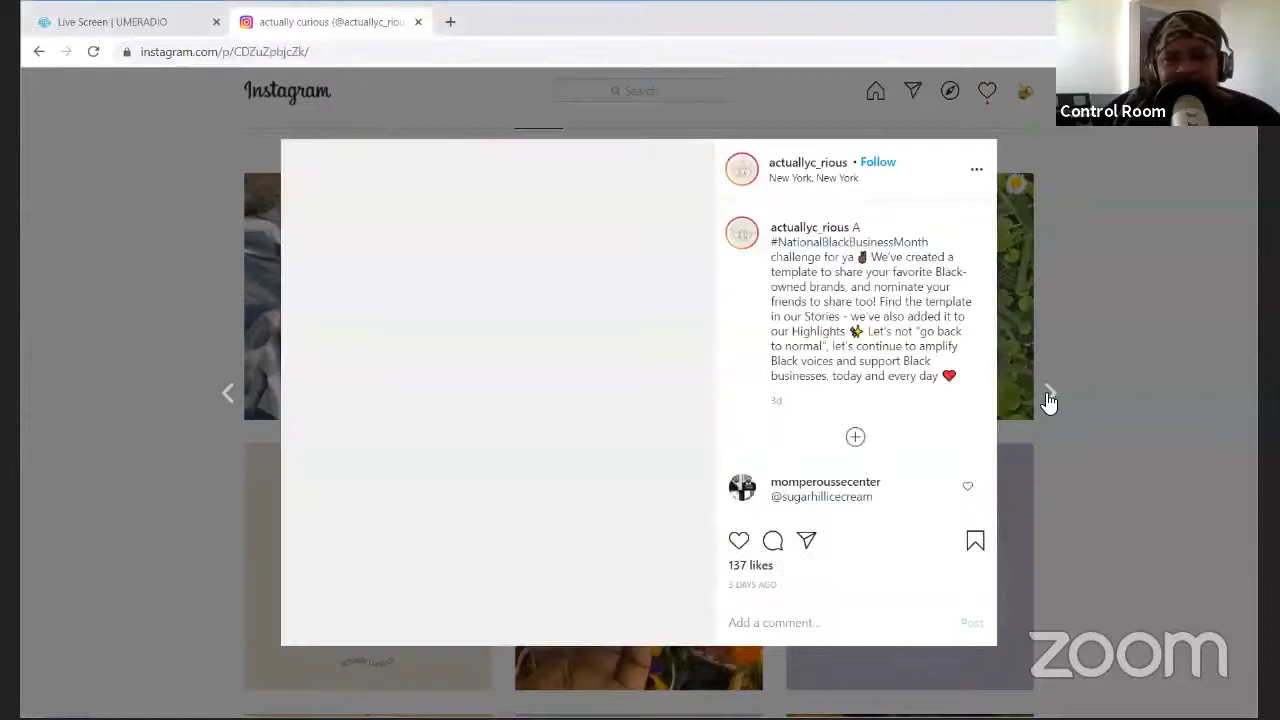 Live Screen | UMERADIO
actually curious (@actuallyc_riou
instagram.com/p/CDZuZpbjcZk/
Instagram
Search
Control Room
actuallyc_rious • Follow
New York, New York
actuallyc_rious A
#NationalBlackBusinessMonth
challenge for ya ✌🏿 We've created a
template to share your favorite Black-
owned brands, and nominate your
friends to share too! Find the template
in our Stories - we've also added it to
our Highlights ✨ Let's not "go back
to normal", let's continue to amplify
Black voices and support Black
businesses, today and every day ❤️
3d
momperoussecenter
@sugarhillicecream
137 likes
3 DAYS AGO
Add a comment...
Post
actually curious
zoom